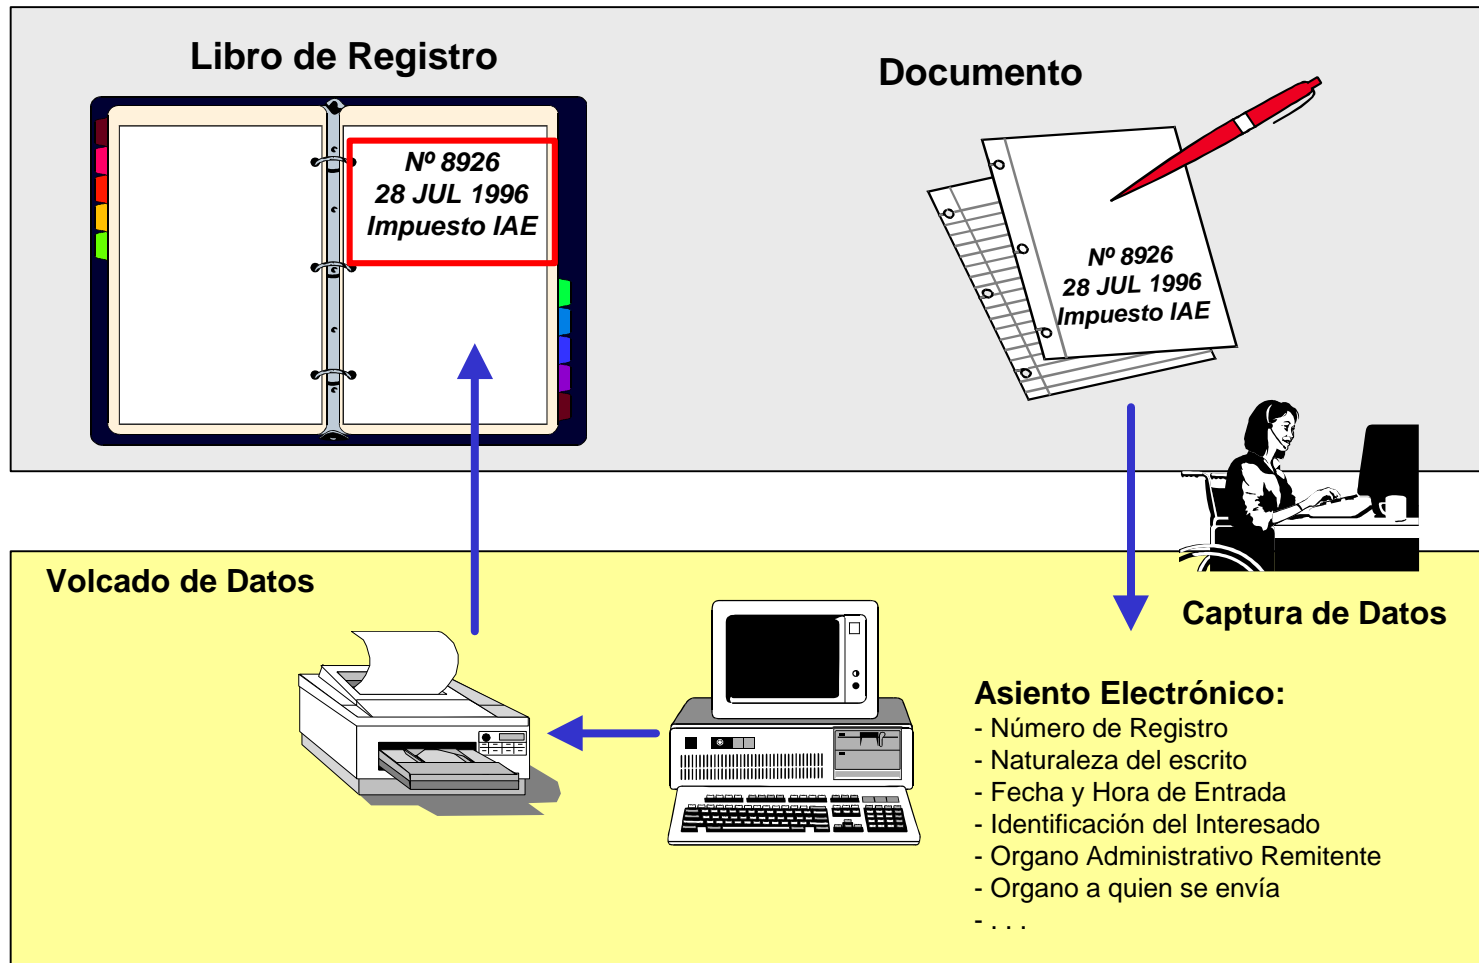 Libro de Registro
Documento
Nº 8926
28 JUL 1996
Impuesto IAE
Nº 8926
28 JUL 1996
Impuesto IAE
Volcado de Datos
Captura de Datos
Asiento Electrónico:
- Número de Registro
- Naturaleza del escrito
- Fecha y Hora de Entrada
- Identificación del Interesado
- Organo Administrativo Remitente
- Organo a quien se envía
- . . .